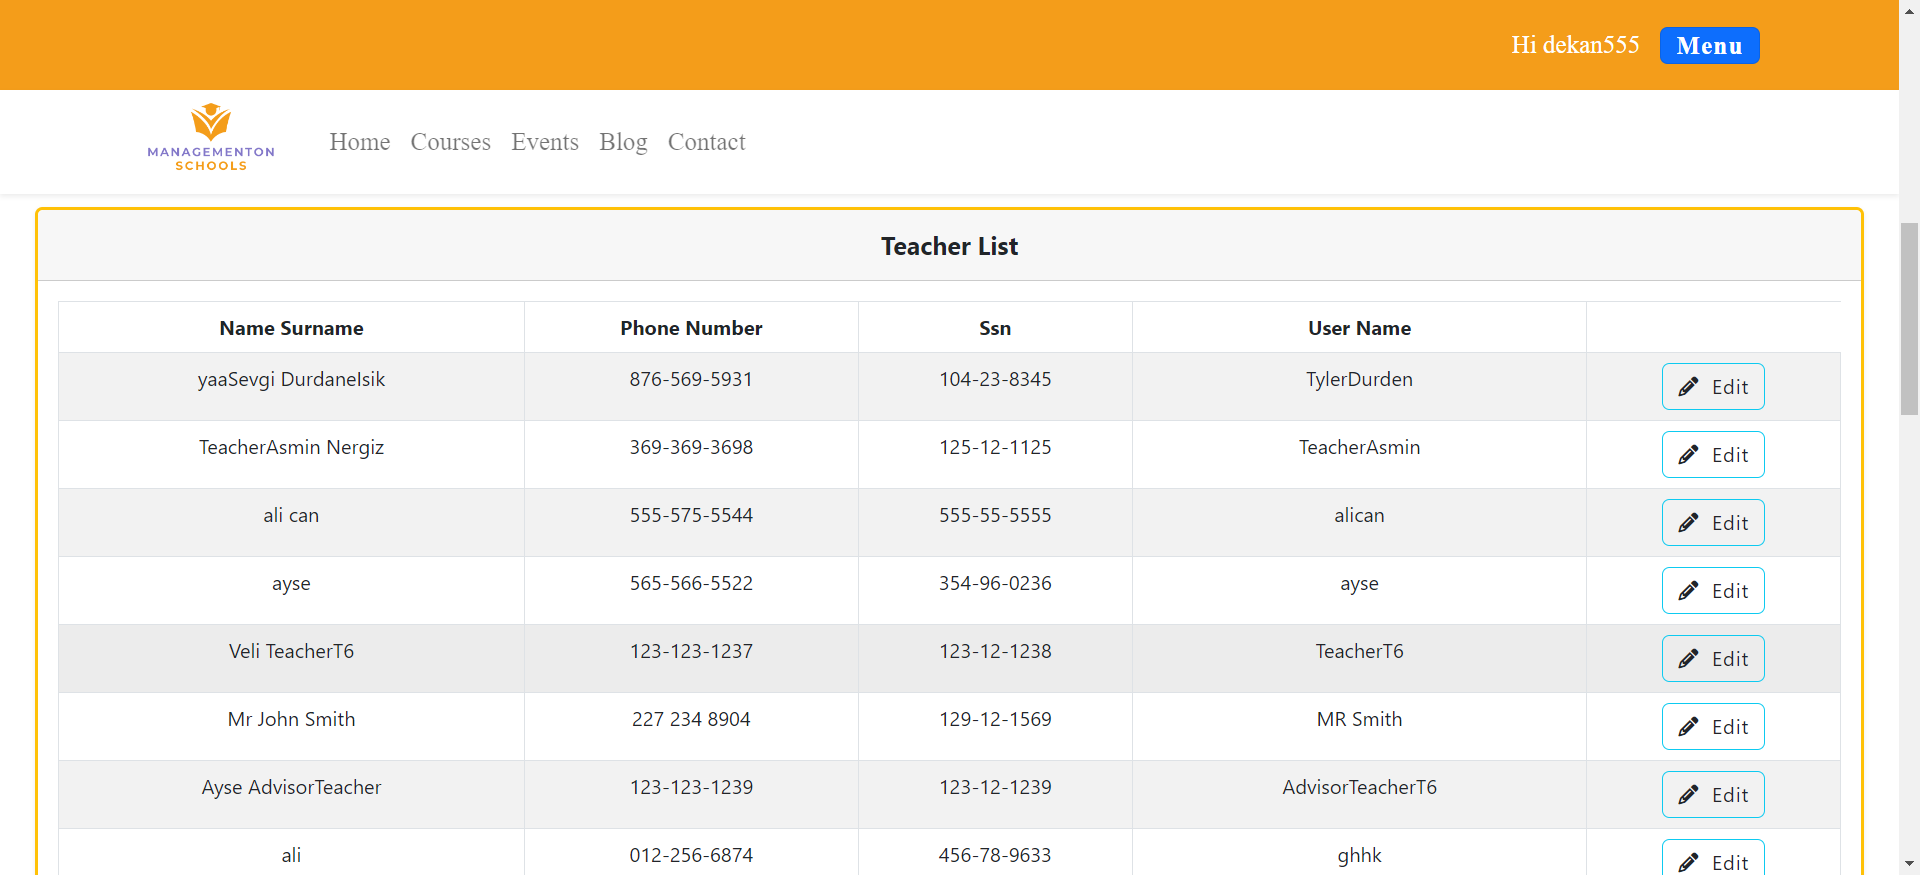 Hi dekan555 Menu
MANAGEMENTON
SCHOOLS
Home Courses Events Blog Contact
Teacher List
Name Surname Phone Number Ssn User Name
yaaSevgi DurdaneIsik 876-569-5931 104-23-8345 TylerDurden Edit
TeacherAsmin Nergiz 369-369-3698 125-12-1125 TeacherAsmin Edit
ali can 555-575-5544 555-55-5555 alican Edit
ayse 565-566-5522 354-96-0236 ayse Edit
Veli TeacherT6 123-123-1237 123-12-1238 TeacherT6 Edit
Mr John Smith 227 234 8904 129-12-1569 MR Smith Edit
Ayse AdvisorTeacher 123-123-1239 123-12-1239 AdvisorTeacherT6 Edit
ali 012-256-6874 456-78-9633 ghhk Edit